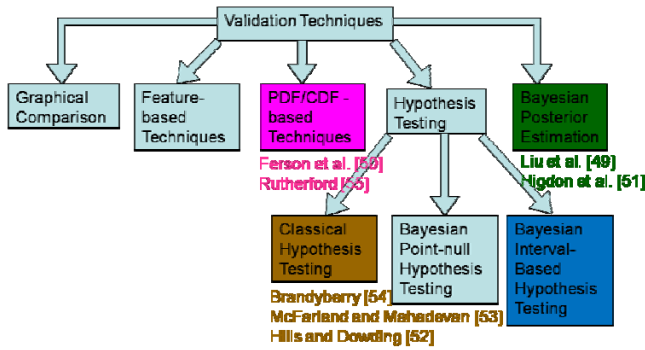 Validation Techniques
Graphical
Comparison
Feature-
based
Techniques
PDF/CDF -
based
Techniques
Hypothesis
Testing
Bayesian
Posterior
Estimation
Ferson et al. [50]
Rutherford [55]
Liu et al. [49]
Higdon et al. [51]
Classical
Hypothesis
Testing
Bayesian
Point-null
Hypothesis
Testing
Bayesian
Interval-
Based
Hypothesis
Testing
Brandyberry [54]
McFarland and Mahadevan [53]
Hills and Dowding [52]